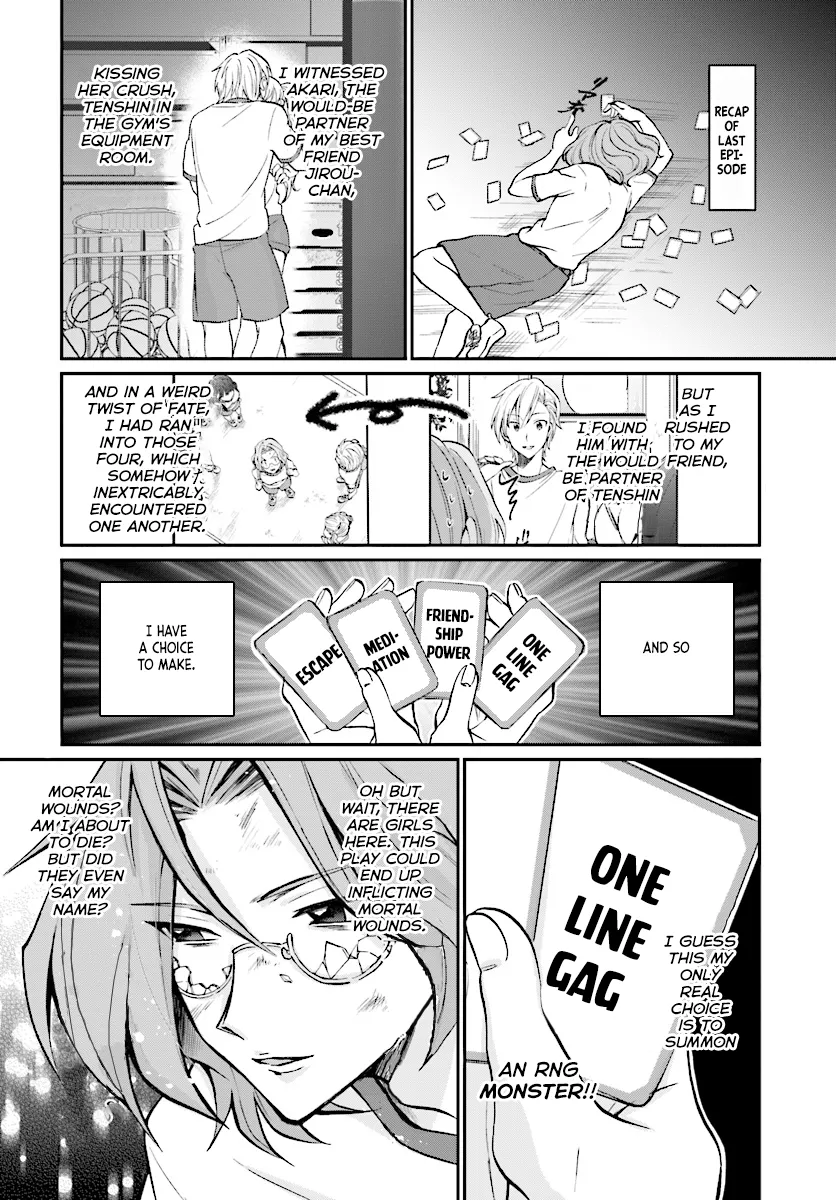 RECAP
OF
LAST
EPI-
SODE
I WITNESSED
AKARI, THE
WOULD-BE
PARTNER
OF MY BEST
FRIEND
JIROU-
CHAN,
KISSING
HER CRUSH,
TENSHIN
IN THE
GYM'S
EQUIPMENT
ROOM.
BUT
AS I
RUSHED
TO MY
FRIEND,
I FOUND
HIM WITH
THE WOULD-
BE PARTNER
OF TENSHIN
AND IN A WEIRD
TWIST OF FATE,
I HAD RAN
INTO THOSE
FOUR, WHICH
SOMEHOW
INEXTRICABLY
ENCOUNTERED
ONE ANOTHER.
AND SO
ONE
LINE
GAG
FRIEND-
SHIP
POWER
MEDI-
ATION
ESCAPE
I HAVE
A CHOICE
TO MAKE.
ONE
LINE
GAG
I GUESS
THIS MY
ONLY
REAL
CHOICE
IS TO
SUMMON
AN RNG
MONSTER!!
OH BUT
WAIT, THERE
ARE GIRLS
HERE. THIS
PLAY COULD
END UP
INFLICTING
MORTAL
WOUNDS.
MORTAL
WOUNDS?
AM I ABOUT
TO DIE?
BUT DID
THEY EVEN
SAY MY
NAME?